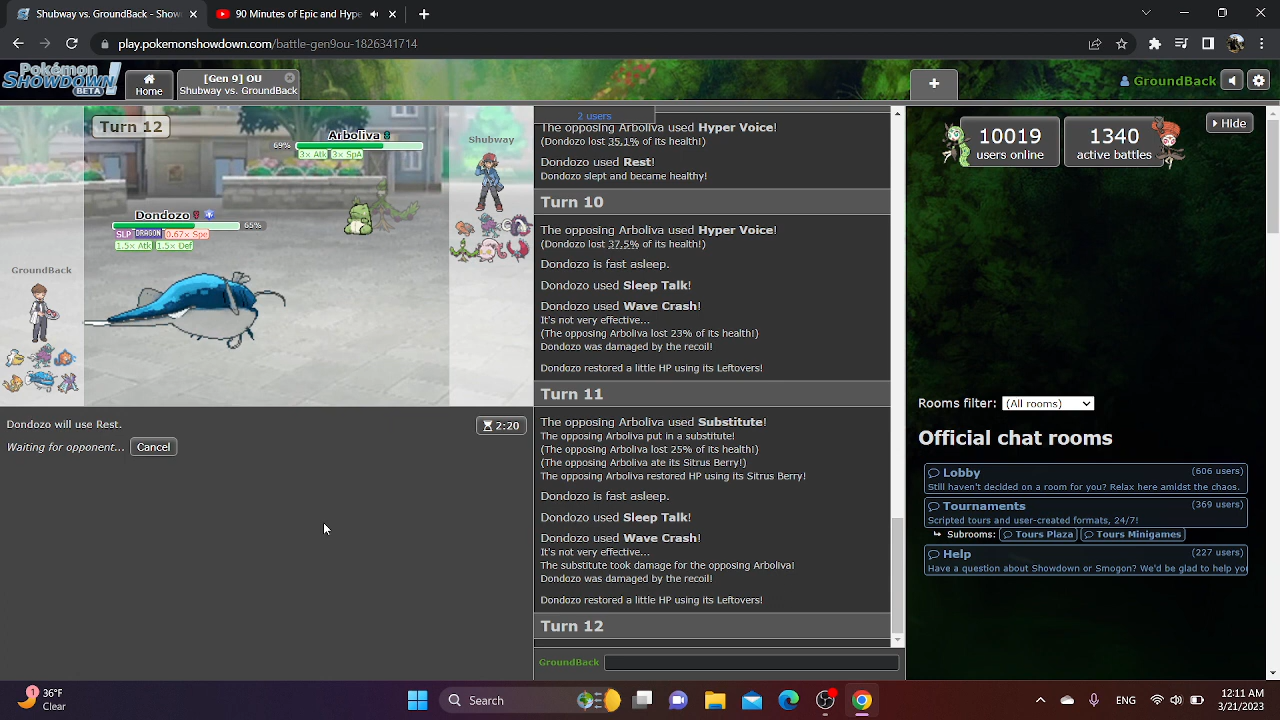 Shubway vs. GroundBack - Show
90 Minutes of Epic and Hype
play.pokemonshowdown.com/battle-gen9ou-1826341714
Pokémon
SHOWDOWN!
BETA!
Home
[Gen 9] OU
Shubway vs. GroundBack
+
GroundBack
Turn 12
Arboliva
69%
3× Atk 3× SpA
Dondozo
65%
SLP DRAGON 0.67× Spe
1.5× Atk 1.5× Def
Shubway
GroundBack
Dondozo will use Rest.
2:20
Waiting for opponent... Cancel
2 users
The opposing Arboliva used Hyper Voice!
(Dondozo lost 35.1% of its health!)
Dondozo used Rest!
Dondozo slept and became healthy!
Turn 10
The opposing Arboliva used Hyper Voice!
(Dondozo lost 37.5% of its health!)
Dondozo is fast asleep.
Dondozo used Sleep Talk!
Dondozo used Wave Crash!
It's not very effective...
(The opposing Arboliva lost 23% of its health!)
Dondozo was damaged by the recoil!
Dondozo restored a little HP using its Leftovers!
Turn 11
The opposing Arboliva used Substitute!
The opposing Arboliva put in a substitute!
(The opposing Arboliva lost 25% of its health!)
(The opposing Arboliva ate its Sitrus Berry!)
The opposing Arboliva restored HP using its Sitrus Berry!
Dondozo is fast asleep.
Dondozo used Sleep Talk!
Dondozo used Wave Crash!
It's not very effective...
The substitute took damage for the opposing Arboliva!
Dondozo was damaged by the recoil!
Dondozo restored a little HP using its Leftovers!
Turn 12
GroundBack
10019
users online
1340
active battles
Hide
Rooms filter: (All rooms)
Official chat rooms
Lobby (606 users)
Still haven't decided on a room for you? Relax here amidst the chaos.
Tournaments (369 users)
Scripted tours and user-created formats, 24/7!
Subrooms: Tours Plaza Tours Minigames
Help (227 users)
Have a question about Showdown or Smogon? We'd be glad to help you
1
36°F
Clear
Search
ENG
12:11 AM
3/21/2023